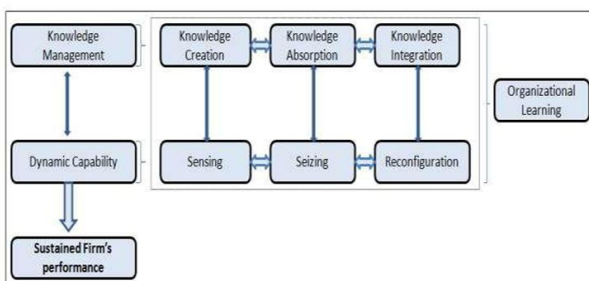 Knowledge
Management
Knowledge
Creation
Knowledge
Absorption
Knowledge
Integration
Organizational
Learning
Dynamic Capability
Sensing
Seizing
Reconfiguration
Sustained Firm's
performance